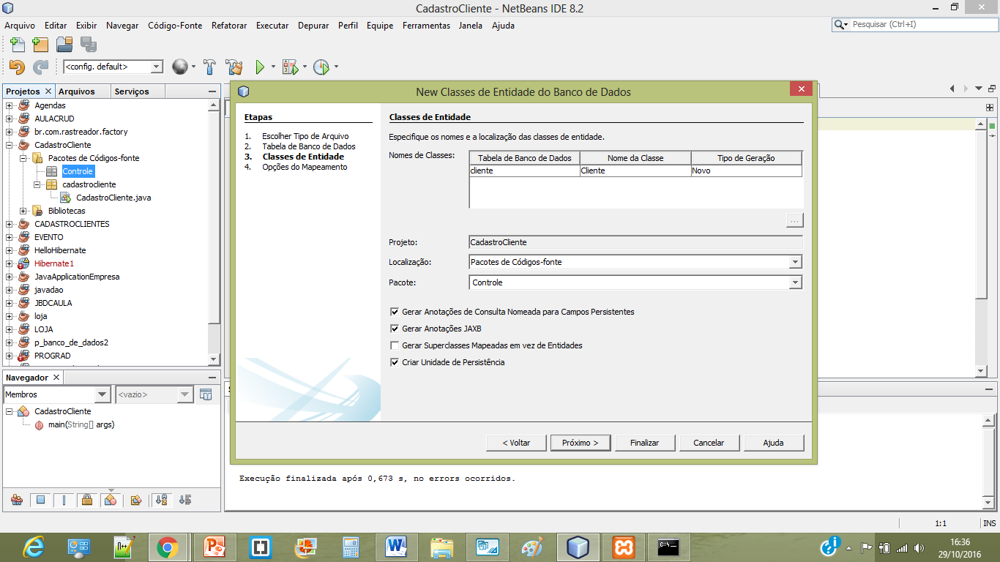 CadastroCliente - NetBeans IDE 8.2
Arquivo Editar Exibir Navegar Código-Fonte Refatorar Executar Depurar Perfil Equipe Ferramentas Janela Ajuda
Pesquisar (Ctrl+I)
<config. default>
Projetos Arquivos Serviços
Agendas
AULACRUD
br.com.rastreador.factory
CadastroCliente
Pacotes de Códigos-fonte
Controle
cadastrocliente
CadastroCliente.java
Bibliotecas
CADASTROCLIENTES
EVENTO
HelloHibernate
Hibernate1
JavaApplicationEmpresa
javadao
JBDCAULA
loja
LOJA
p_banco_de_dados2
PROGRAD
Navegador
Membros <vazio>
CadastroCliente
main(String[] args)
New Classes de Entidade do Banco de Dados
Etapas
1. Escolher Tipo de Arquivo
2. Tabela de Banco de Dados
3. Classes de Entidade
4. Opções do Mapeamento
Classes de Entidade
Especifique os nomes e a localização das classes de entidade.
Nomes de Classes: Tabela de Banco de Dados Nome da Classe Tipo de Geração
cliente Cliente Novo
...
Projeto: CadastroCliente
Localização: Pacotes de Códigos-fonte
Pacote: Controle
Gerar Anotações de Consulta Nomeada para Campos Persistentes
Gerar Anotações JAXB
Gerar Superclasses Mapeadas em vez de Entidades
Criar Unidade de Persistência
< Voltar Próximo > Finalizar Cancelar Ajuda
Execução finalizada após 0,673 s, no errors ocorridos.
1:1 INS
16:36
29/10/2016